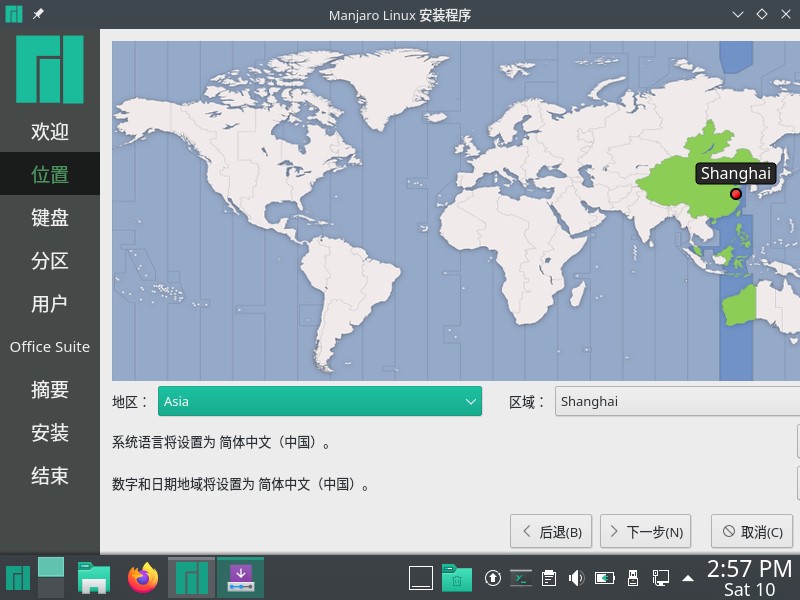 Manjaro Linux 安装程序
欢迎
位置
键盘
分区
用户
Office Suite
摘要
安装
结束
Shanghai
地区： Asia 区域： Shanghai
系统语言将设置为 简体中文（中国）。
数字和日期地域将设置为 简体中文（中国）。
后退(B) 下一步(N) 取消(C)
2:57 PM
Sat 10